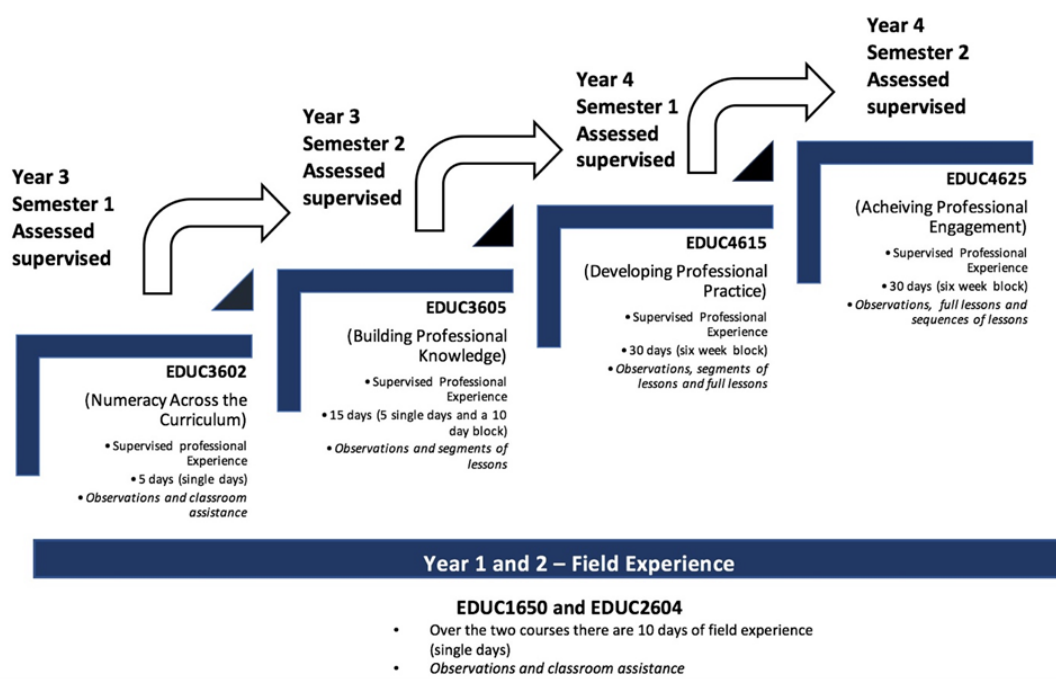 Year 3
Semester 1
Assessed
supervised
EDUC3602
(Numeracy Across the
Curriculum)
• Supervised professional
Experience
• 5 days (single days)
• Observations and classroom
assistance
Year 3
Semester 2
Assessed
supervised
EDUC3605
(Building Professional
Knowledge)
• Supervised Professional
Experience
• 15 days (5 single days and a 10
day block)
• Observations and segments of
lessons
Year 4
Semester 1
Assessed
supervised
EDUC4615
(Developing Professional
Practice)
• Supervised Professional
Experience
• 30 days (six week block)
• Observations, segments of
lessons and full lessons
Year 4
Semester 2
Assessed
supervised
EDUC4625
(Acheiving Professional
Engagement)
• Supervised Professional
Experience
• 30 days (six week block)
• Observations, full lessons and
sequences of lessons
Year 1 and 2 – Field Experience
EDUC1650 and EDUC2604
• Over the two courses there are 10 days of field experience
(single days)
• Observations and classroom assistance